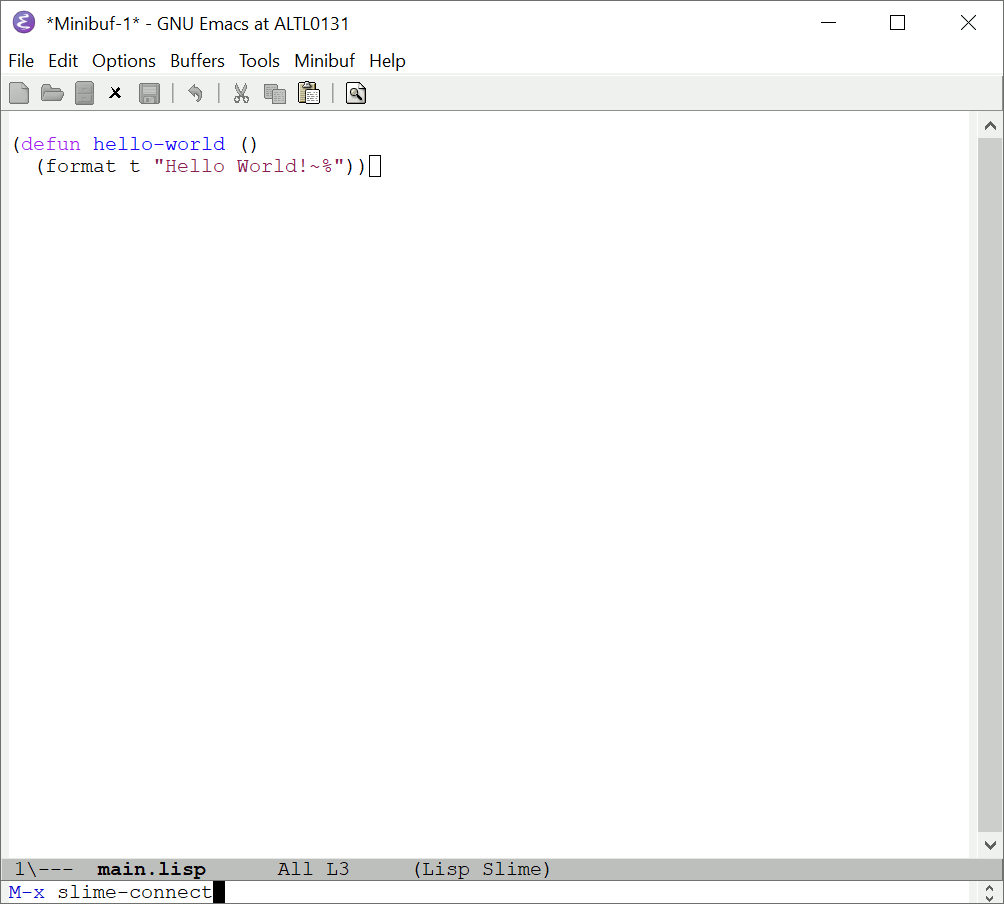 *Minibuf-1* - GNU Emacs at ALTL0131
File Edit Options Buffers Tools Minibuf Help
(defun hello-world ()
  (format t "Hello World!~%"))
1\--- main.lisp All L3 (Lisp Slime)
M-x slime-connect